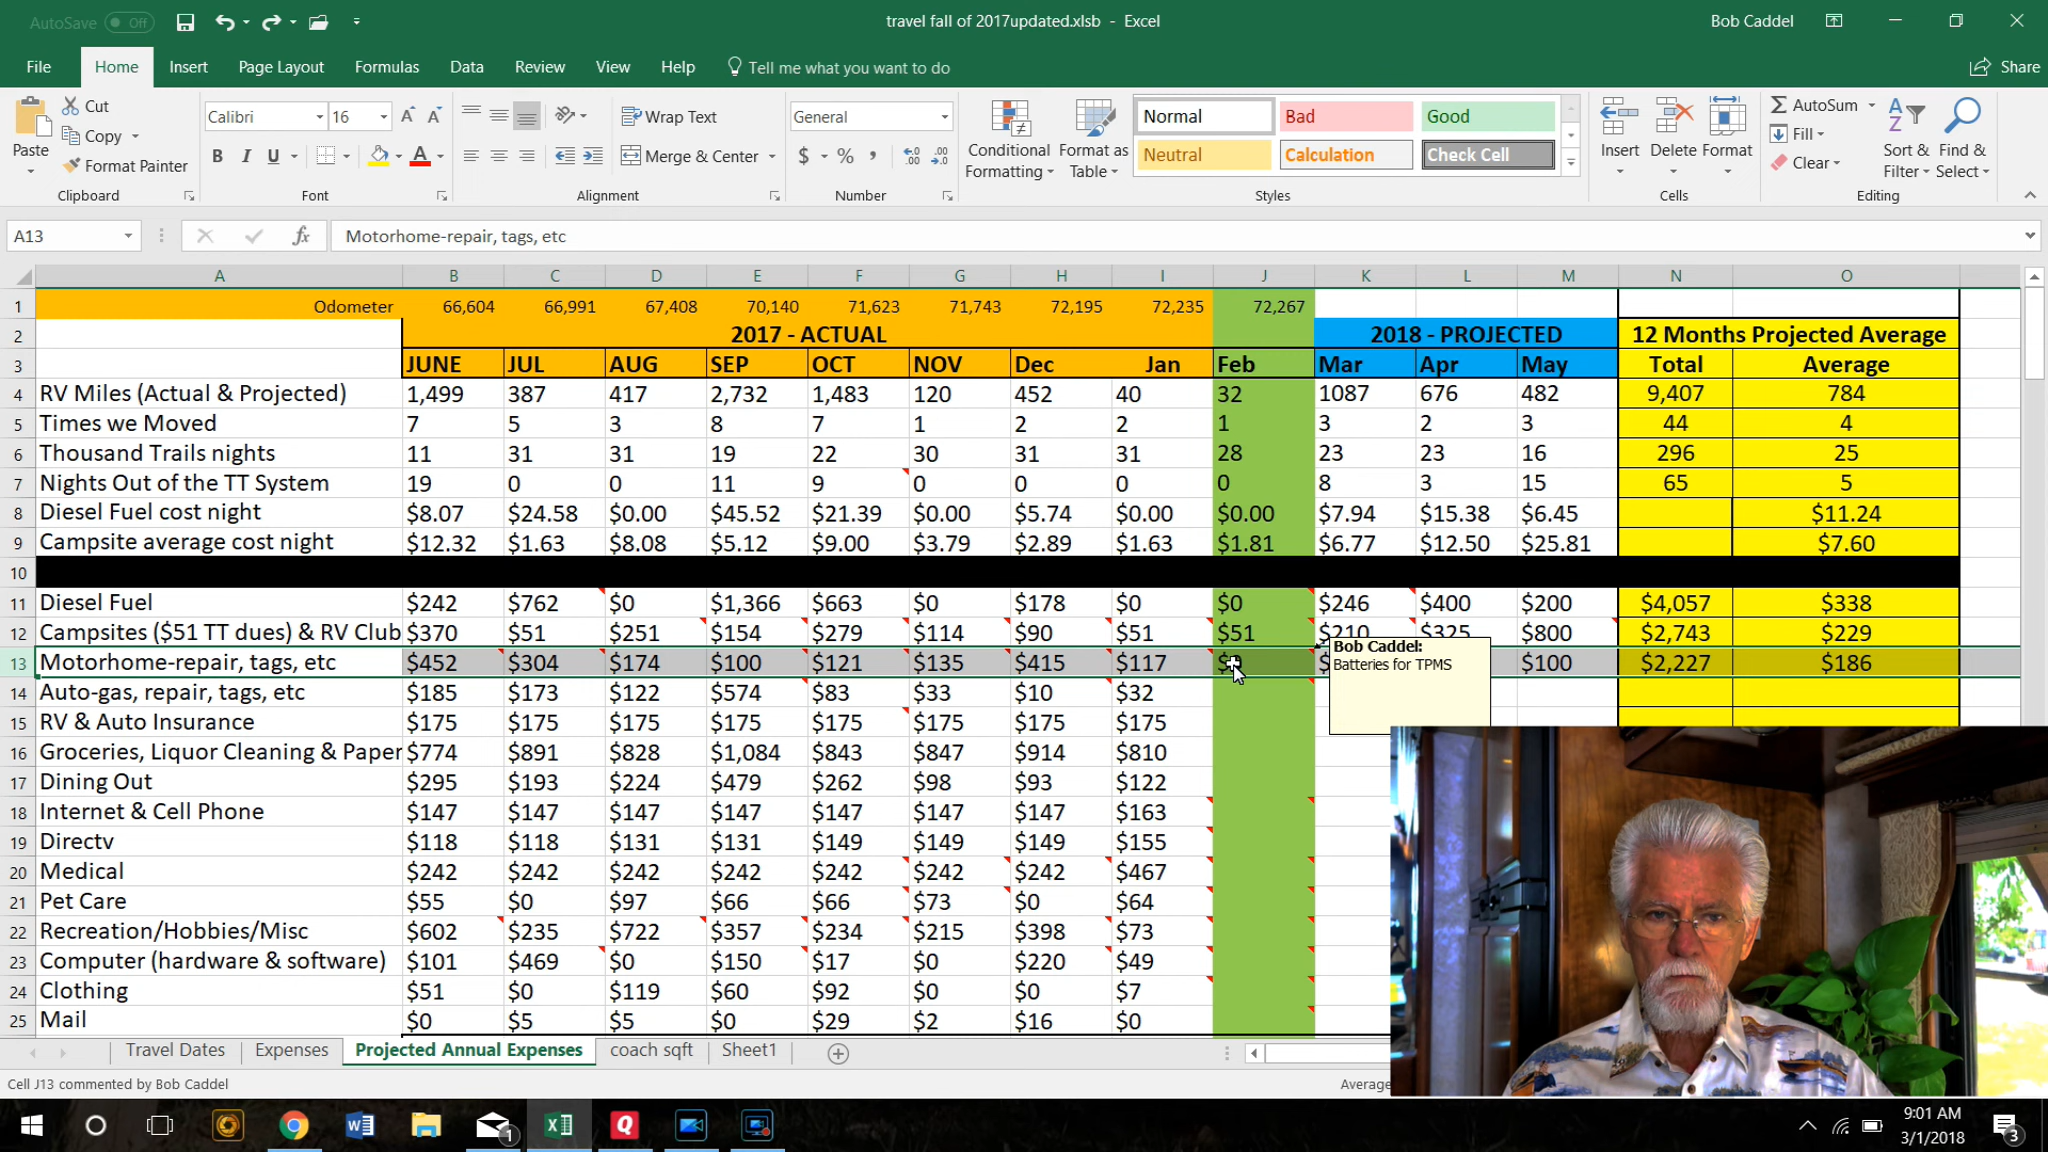 AutoSave Off travel fall of 2017updated.xlsb - Excel Bob Caddel
File Home Insert Page Layout Formulas Data Review View Help Tell me what you want to do Share
Paste Cut Copy Format Painter Clipboard
Calibri 16 B I U A Font
Wrap Text Merge & Center Alignment
General $ % , Number
Conditional Formatting Format as Table
Normal Bad Good
Neutral Calculation Check Cell
Styles
Insert Delete Format Cells
AutoSum Fill Clear Sort & Filter Find & Select Editing
A13 fx Motorhome-repair, tags, etc
A B C D E F G H I J K L M N O
1 Odometer 66,604 66,991 67,408 70,140 71,623 71,743 72,195 72,235 72,267
2 2017 - ACTUAL 2018 - PROJECTED 12 Months Projected Average
3 JUNE JUL AUG SEP OCT NOV Dec Jan Feb Mar Apr May Total Average
4 RV Miles (Actual & Projected) 1,499 387 417 2,732 1,483 120 452 40 32 1087 676 482 9,407 784
5 Times we Moved 7 5 3 8 7 1 2 2 1 3 2 3 44 4
6 Thousand Trails nights 11 31 31 19 22 30 31 31 28 23 23 16 296 25
7 Nights Out of the TT System 19 0 0 11 9 0 0 0 0 8 3 15 65 5
8 Diesel Fuel cost night $8.07 $24.58 $0.00 $45.52 $21.39 $0.00 $5.74 $0.00 $0.00 $7.94 $15.38 $6.45 $11.24
9 Campsite average cost night $12.32 $1.63 $8.08 $5.12 $9.00 $3.79 $2.89 $1.63 $1.81 $6.77 $12.50 $25.81 $7.60
10
11 Diesel Fuel $242 $762 $0 $1,366 $663 $0 $178 $0 $0 $246 $400 $200 $4,057 $338
12 Campsites ($51 TT dues) & RV Club $370 $51 $251 $154 $279 $114 $90 $51 $51 $210 $325 $800 $2,743 $229
13 Motorhome-repair, tags, etc $452 $304 $174 $100 $121 $135 $415 $117 $100 $2,227 $186
Bob Caddel:
Batteries for TPMS
14 Auto-gas, repair, tags, etc $185 $173 $122 $574 $83 $33 $10 $32
15 RV & Auto Insurance $175 $175 $175 $175 $175 $175 $175 $175
16 Groceries, Liquor Cleaning & Paper $774 $891 $828 $1,084 $843 $847 $914 $810
17 Dining Out $295 $193 $224 $479 $262 $98 $93 $122
18 Internet & Cell Phone $147 $147 $147 $147 $147 $147 $147 $163
19 Directv $118 $118 $131 $131 $149 $149 $149 $155
20 Medical $242 $242 $242 $242 $242 $242 $242 $467
21 Pet Care $55 $0 $97 $66 $66 $73 $0 $64
22 Recreation/Hobbies/Misc $602 $235 $722 $357 $234 $215 $398 $73
23 Computer (hardware & software) $101 $469 $0 $150 $17 $0 $220 $49
24 Clothing $51 $0 $119 $60 $92 $0 $0 $7
25 Mail $0 $5 $5 $0 $29 $2 $16 $0
Travel Dates Expenses Projected Annual Expenses coach sqft Sheet1
Cell J13 commented by Bob Caddel Average
1 9:01 AM
3/1/2018 3